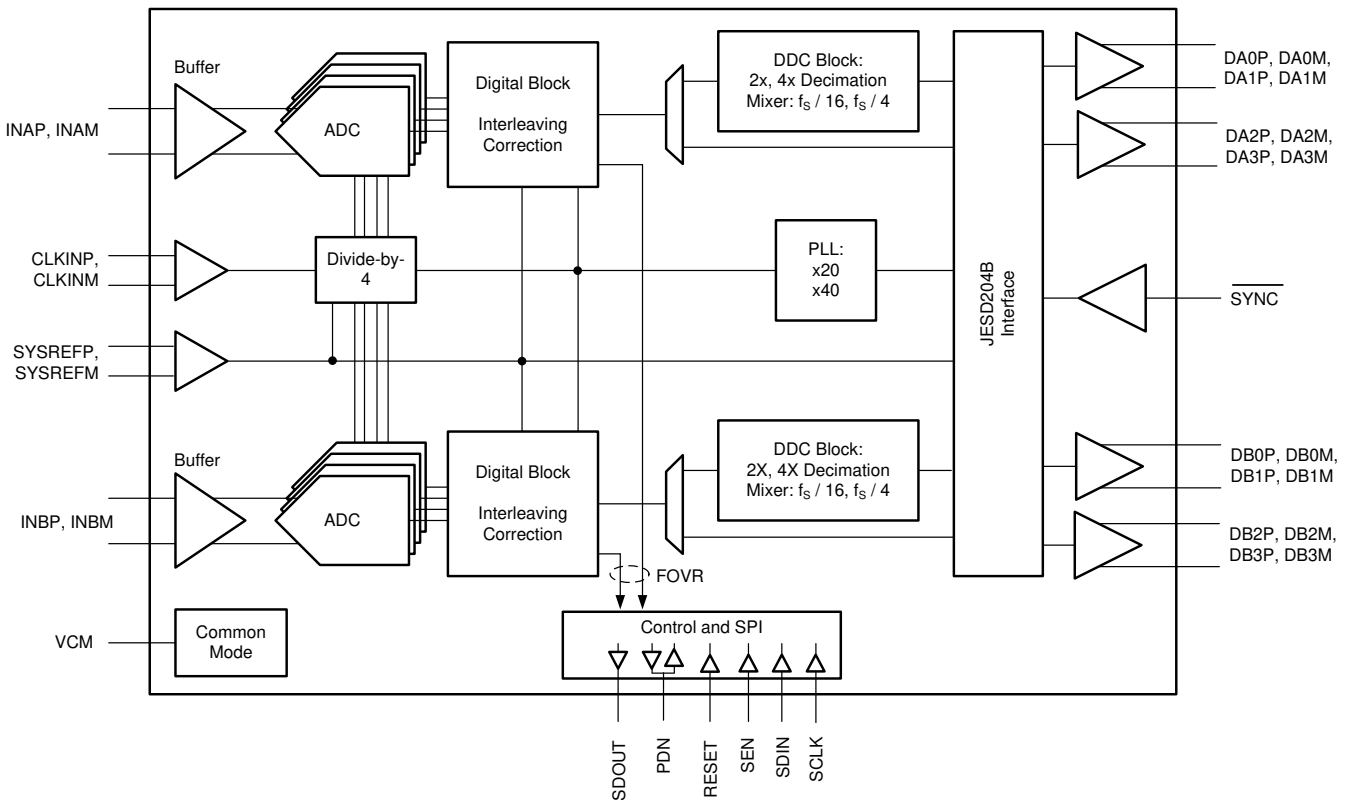 Buffer
INAP, INAM
ADC
Digital Block
Interleaving
Correction
DDC Block:
2x, 4x Decimation
Mixer: fS / 16, fS / 4
DA0P, DA0M,
DA1P, DA1M
DA2P, DA2M,
DA3P, DA3M
CLKINP,
CLKINM
Divide-by-
4
PLL:
x20
x40
JESD204B
Interface
SYNC
SYSREFP,
SYSREFM
Buffer
INBP, INBM
ADC
Digital Block
Interleaving
Correction
DDC Block:
2X, 4X Decimation
Mixer: fS / 16, fS / 4
DB0P, DB0M,
DB1P, DB1M
DB2P, DB2M,
DB3P, DB3M
FOVR
VCM
Common
Mode
Control and SPI
SDOUT
PDN
RESET
SEN
SDIN
SCLK